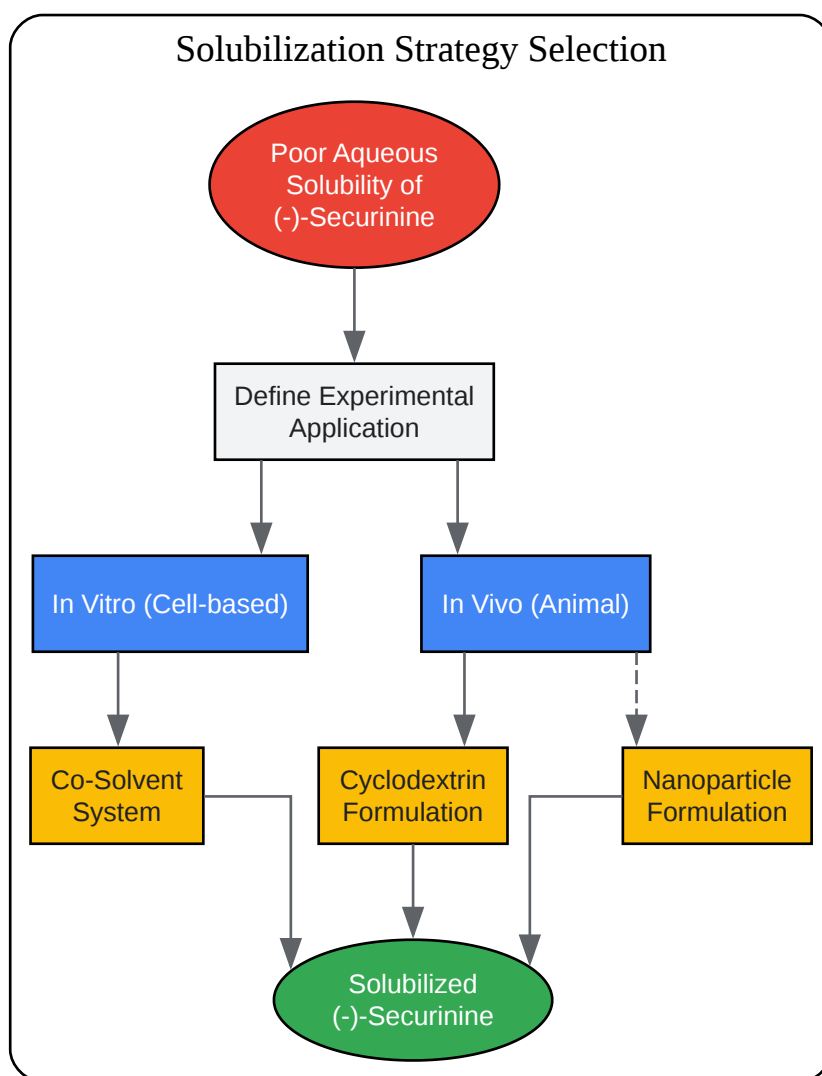 Solubilization Strategy Selection
Poor Aqueous
Solubility of
(-)-Securinine
Define Experimental
Application
In Vitro (Cell-based)
In Vivo (Animal)
Co-Solvent
System
Cyclodextrin
Formulation
Nanoparticle
Formulation
Solubilized
(-)-Securinine